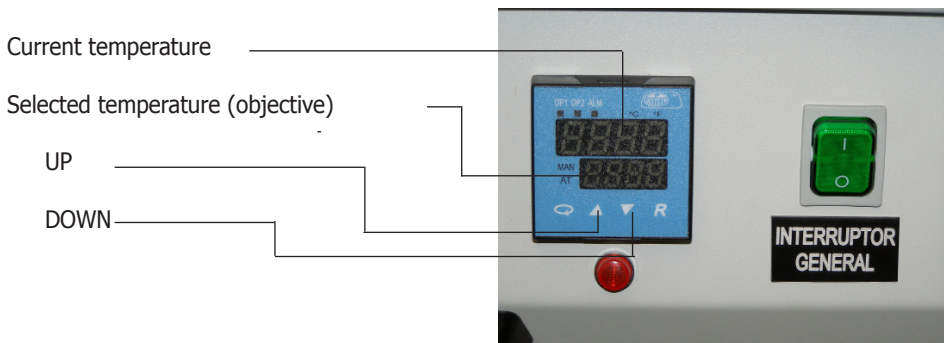 Current temperature
Selected temperature (objective)
UP
DOWN
OP1 OP2 ALM
°C °F
MAN
AT
R
I
O
INTERRUPTOR
GENERAL